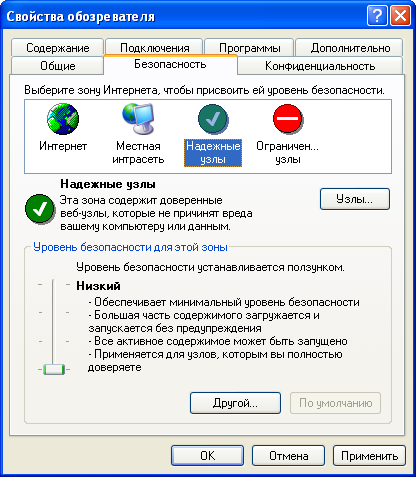 Свойства обозревателя
Содержание Подключения Программы Дополнительно
Общие Безопасность Конфиденциальность
Выберите зону Интернета, чтобы присвоить ей уровень безопасности.
Интернет
Местная
интрасеть
Надежные
узлы
Ограничен...
узлы
Надежные узлы
Эта зона содержит доверенные
веб-узлы, которые не причинят вреда
вашему компьютеру или данным.
Узлы...
Уровень безопасности для этой зоны
Уровень безопасности устанавливается ползунком.
Низкий
- Обеспечивает минимальный уровень безопасности
- Большая часть содержимого загружается и
запускается без предупреждения
- Все активное содержимое может быть запущено
- Применяется для узлов, которым вы полностью
доверяете
Другой... По умолчанию
OK Отмена Применить